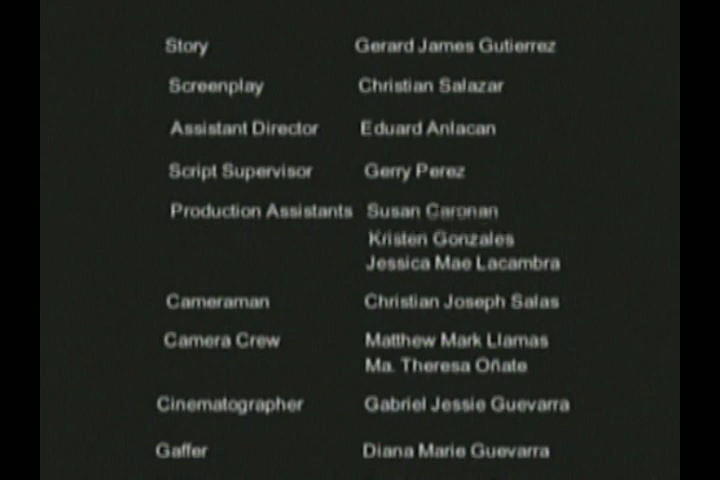 Story Gerard James Gutierrez
Screenplay Christian Salazar
Assistant Director Eduard Anlacan
Script Supervisor Gerry Perez
Production Assistants Susan Caronan
Kristen Gonzales
Jessica Mae Lacambra
Cameraman Christian Joseph Salas
Camera Crew Matthew Mark Llamas
Ma. Theresa Oñate
Cinematographer Gabriel Jessie Guevarra
Gaffer Diana Marie Guevarra